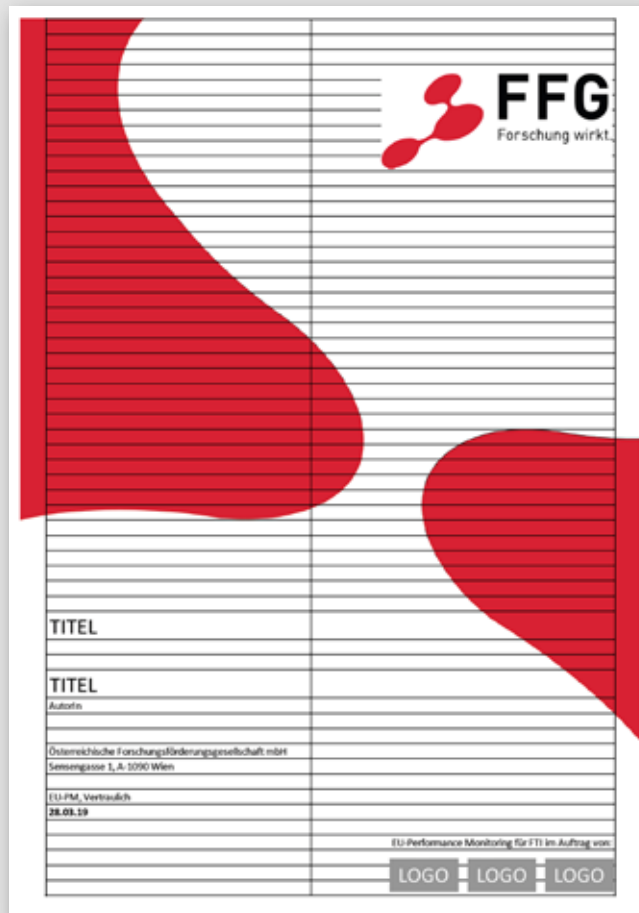 FFG
Forschung wirkt.
TITEL
TITEL
AutorIn
Österreichische Forschungsförderungsgesellschaft mbH
Sensengasse 1, A-1090 Wien
EU-PM, Vertraulich
28.03.19
EU-Performance Monitoring für FTI im Auftrag von:
LOGO LOGO LOGO